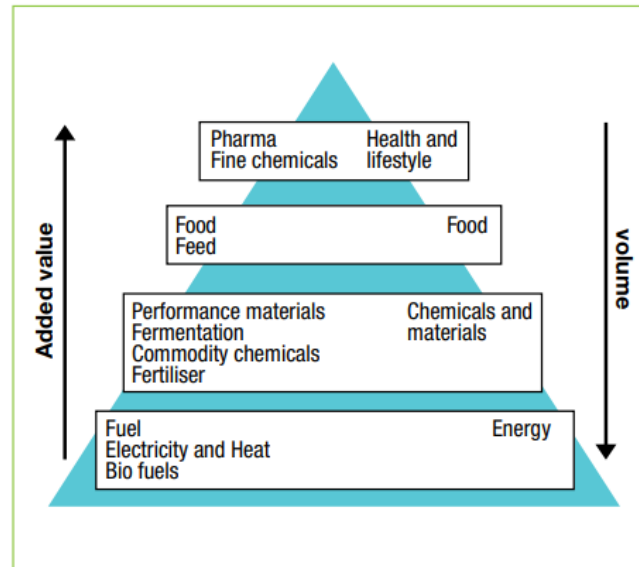 Added value
Pharma Health and
Fine chemicals lifestyle
Food Food
Feed
Performance materials Chemicals and
Fermentation materials
Commodity chemicals
Fertiliser
Fuel Energy
Electricity and Heat
Bio fuels
volume